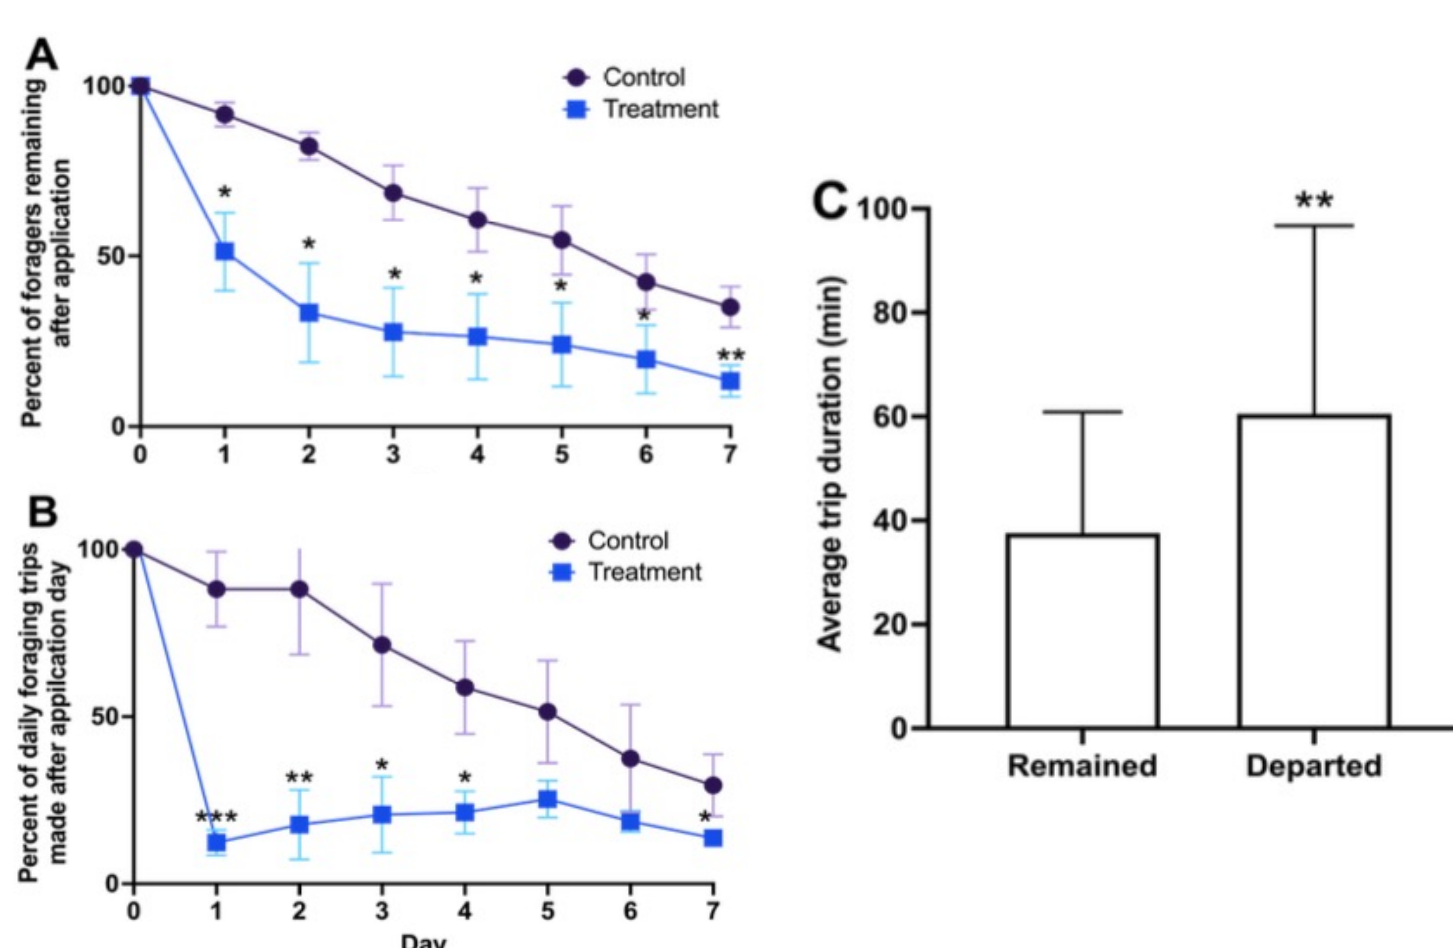 A
Percent of foragers remaining
after application
100
50
0
Control
Treatment
*
*
*
*
*
*
**
0 1 2 3 4 5 6 7
B
Percent of daily foraging trips
made after appilcation day
100
50
0
Control
Treatment
***
**
*
*
*
0 1 2 3 4 5 6 7
Day
C
Average trip duration (min)
100
80
60
40
20
0
**
Remained Departed